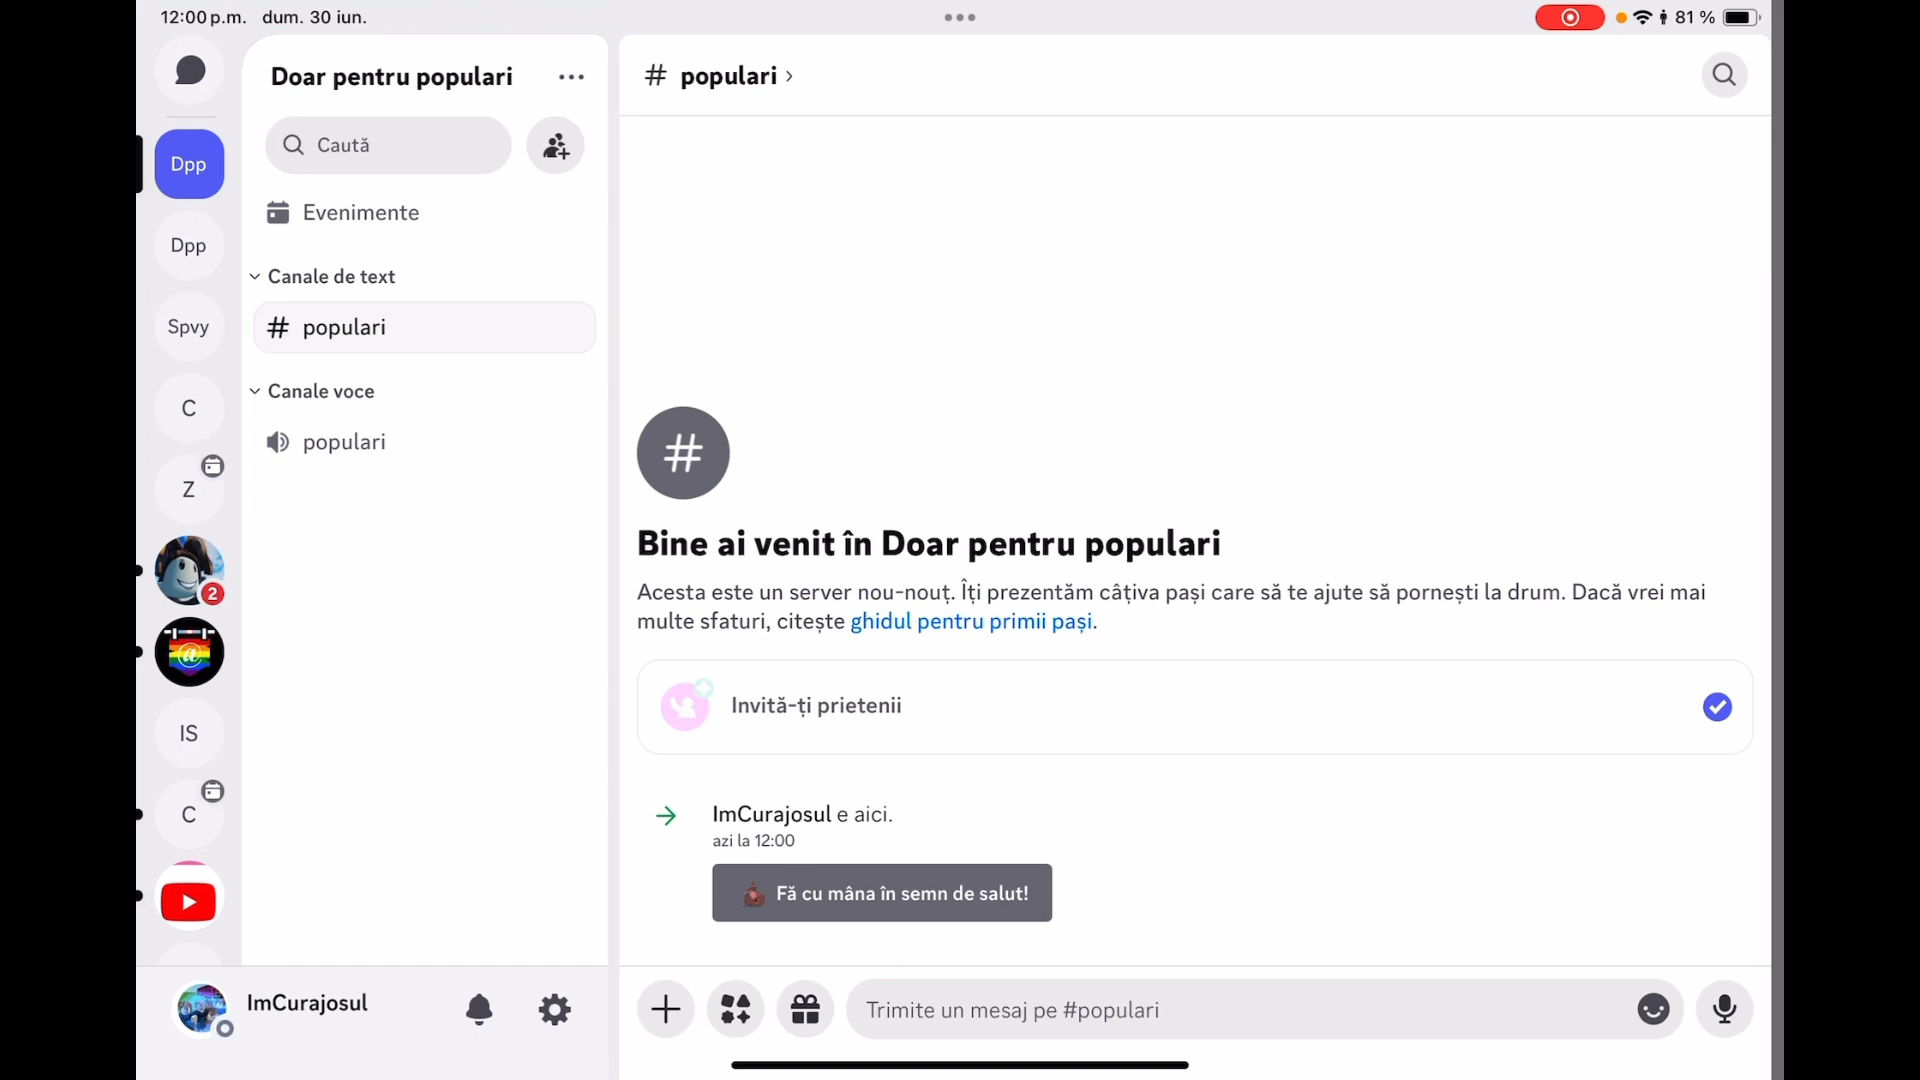 12:00 p.m. dum. 30 iun.
81 %
Doar pentru populari
Caută
Evenimente
Canale de text
populari
Canale voce
populari
Dpp
Dpp
Spvy
C
Z
2
@
IS
C
ImCurajosul
# populari
#
Bine ai venit în Doar pentru populari
Acesta este un server nou-nouț. Îți prezentăm câțiva pași care să te ajute să pornești la drum. Dacă vrei mai
multe sfaturi, citește ghidul pentru primii pași.
Invită-ți prietenii
ImCurajosul e aici.
azi la 12:00
Fă cu mâna în semn de salut!
Trimite un mesaj pe #populari